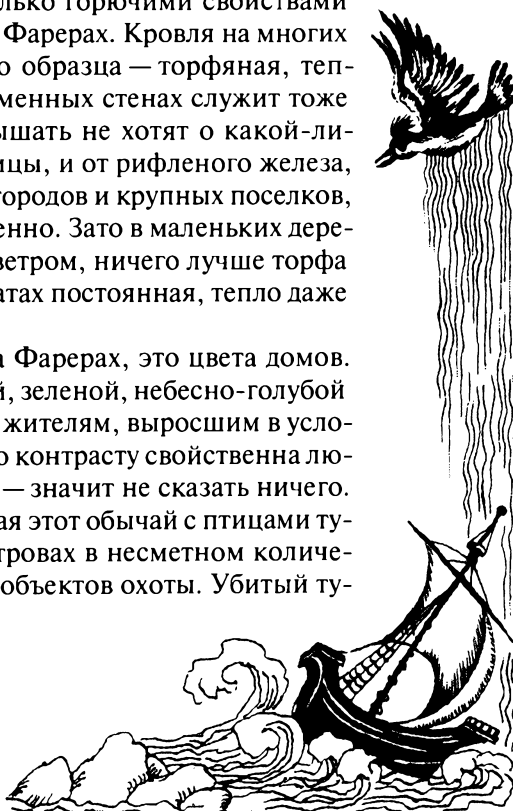 лько горючими свойствами
Фарерах. Кровля на многих
о образца — торфяная, теп-
менных стенах служит тоже
ышать не хотят о какой-ли-
ицы, и от рифленого железа,
городов и крупных поселков,
енно. Зато в маленьких дере-
ветром, ничего лучше торфа
атах постоянная, тепло даже
а Фарерах, это цвета домов.
й, зеленой, небесно-голубой
жителям, выросшим в усло-
о контрасту свойственна лю-
— значит не сказать ничего.
ая этот обычай с птицами ту-
тровах в несметном количе-
объектов охоты. Убитый ту-